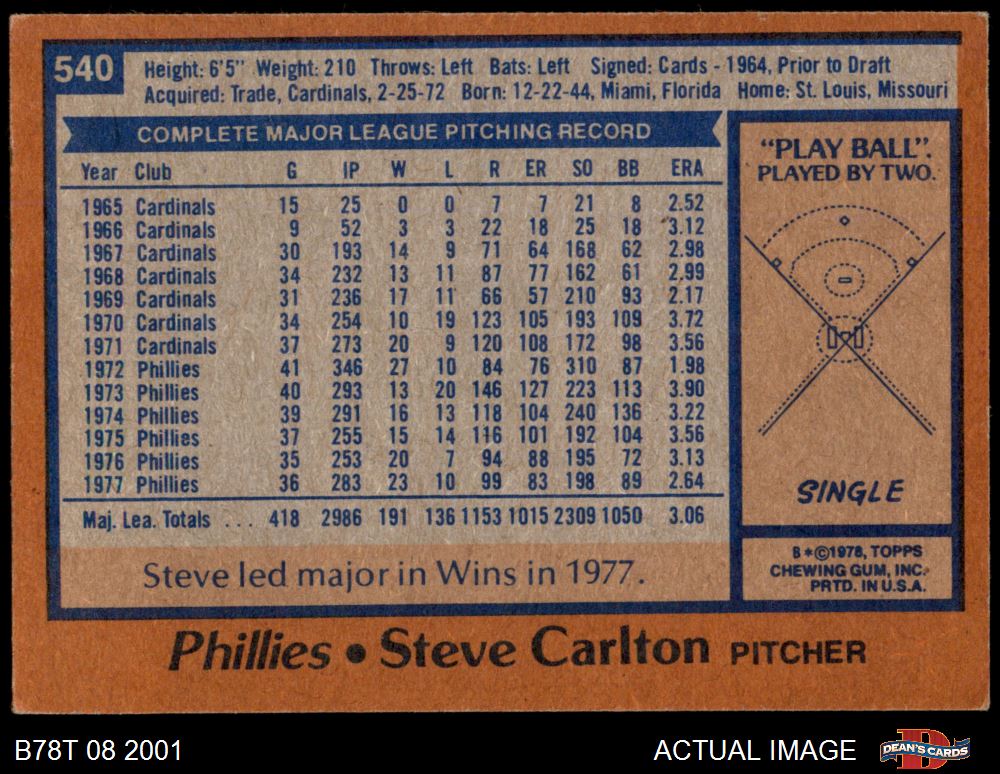 540
Height: 6'5" Weight: 210 Throws: Left Bats: Left Signed: Cards - 1964, Prior to Draft
Acquired: Trade, Cardinals, 2-25-72 Born: 12-22-44, Miami, Florida Home: St. Louis, Missouri
COMPLETE MAJOR LEAGUE PITCHING RECORD
Year Club G IP W L R ER SO BB ERA
1965 Cardinals 15 25 0 0 7 7 21 8 2.52
1966 Cardinals 9 52 3 3 22 18 25 18 3.12
1967 Cardinals 30 193 14 9 71 64 168 62 2.98
1968 Cardinals 34 232 13 11 87 77 162 61 2.99
1969 Cardinals 31 236 17 11 66 57 210 93 2.17
1970 Cardinals 34 254 10 19 123 105 193 109 3.72
1971 Cardinals 37 273 20 9 120 108 172 98 3.56
1972 Phillies 41 346 27 10 84 76 310 87 1.98
1973 Phillies 40 293 13 20 146 127 223 113 3.90
1974 Phillies 39 291 16 13 118 104 240 136 3.22
1975 Phillies 37 255 15 14 116 101 192 104 3.56
1976 Phillies 35 253 20 7 94 88 195 72 3.13
1977 Phillies 36 283 23 10 99 83 198 89 2.64
Maj. Lea. Totals ... 418 2986 191 136 1153 1015 2309 1050 3.06
Steve led major in Wins in 1977.
"PLAY BALL".
PLAYED BY TWO.
SINGLE
B*©1978, TOPPS
CHEWING GUM, INC.
PRTD. IN U.S.A.
Phillies • Steve Carlton PITCHER
B78T 08 2001
ACTUAL IMAGE
DEAN'S CARDS